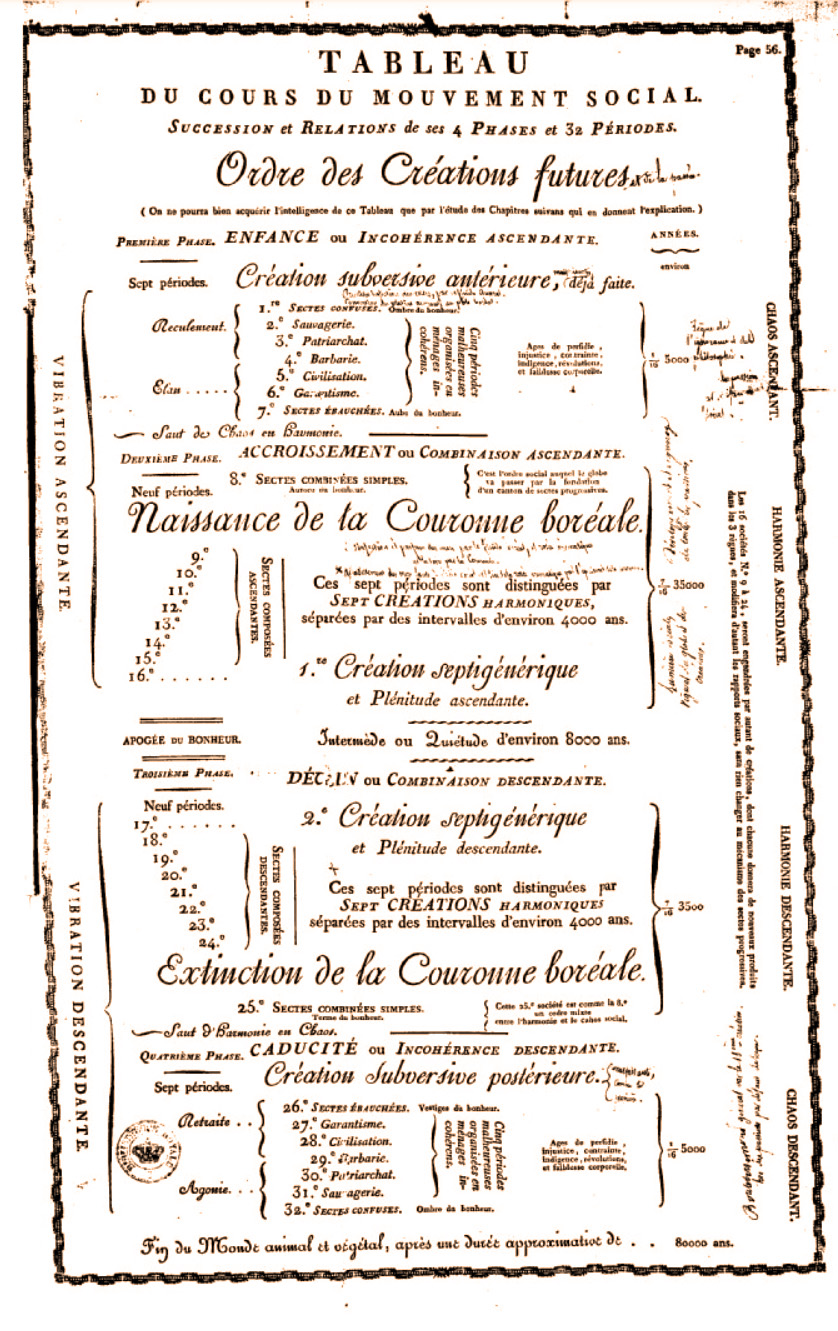 Page 56.
TABLEAU
DU COURS DU MOUVEMENT SOCIAL.
SUCCESSION et RELATIONS de ses 4 PHASES et 32 PÉRIODES.
Ordre des Créations futures
( On ne pourra bien acquérir l'intelligence de ce Tableau que par l'étude des Chapitres suivans qui en donnent l'explication. )
PREMIÈRE PHASE. ENFANCE ou INCOHÉRENCE ASCENDANTE.
ANNÉES.
environ
Sept périodes. Création subversive antérieure, déjà faite.
Reculement.
1.re SECTES CONFUSES. Ombre du bonheur.
2.e Sauvagerie.
3.e Patriarchat.
4.e Barbarie.
Elan
5.e Civilisation.
6.e Garantisme.
7.e SECTES ÉBAUCHÉES. Aube du bonheur.
Cinq périodes
malheureuses
organisées en
ménages in-
cohérens.
Ages de perfidie,
injustice, contrainte,
indigence, révolutions,
et faiblesse corporelle.
1/16 5000
Saut de Chaos en Harmonie.
DEUXIÈME PHASE. ACCROISSEMENT ou COMBINAISON ASCENDANTE.
Neuf périodes.
8.e SECTES COMBINÉES SIMPLES.
Aurore du bonheur.
C'est l'ordre social auquel le globe
va passer par la fondation
d'un canton de sectes progressives.
Naissance de la Couronne boréale.
9.e
10.e
11.e
12.e
13.e
14.e
15.e
16.e . . . . . .
SECTES COMPOSÉES
ASCENDANTES.
Ces sept périodes sont distinguées par
SEPT CRÉATIONS HARMONIQUES,
séparées par des intervalles d'environ 4000 ans.
7/16 35000
1.re Création septigénérique
et Plénitude ascendante.
APOGÉE DU BONHEUR. Intermède ou Quiétude d'environ 8000 ans.
TROISIÈME PHASE. DÉCLIN ou COMBINAISON DESCENDANTE.
Neuf périodes.
17.e . . . . . .
18.e
19.e
20.e
21.e
22.e
23.e
24.e
SECTES COMPOSÉES
DESCENDANTES.
2.e Création septigénérique
et Plénitude descendante.
Ces sept périodes sont distinguées par
SEPT CRÉATIONS HARMONIQUES
séparées par des intervalles d'environ 4000 ans.
7/16 3500
Extinction de la Couronne boréale.
25.e SECTES COMBINÉES SIMPLES.
Terme du bonheur.
Cette 25.e société est comme la 8.e
un ordre mixte
entre l'harmonie et le cahos social.
Saut d'Harmonie en Chaos.
QUATRIÈME PHASE. CADUCITÉ ou INCOHÉRENCE DESCENDANTE.
Sept périodes. Création Subversive postérieure.
Retraite . .
26.e SECTES ÉBAUCHÉES. Vestiges du bonheur.
27.e Garantisme.
28.e Civilisation.
29.e Barbarie.
Agonie. . .
30.e Patriarchat.
31.e Sauvagerie.
32.e SECTES CONFUSES. Ombre du bonheur.
Cinq périodes
malheureuses
organisées en
ménages in-
cohérens.
Ages de perfidie,
injustice, contrainte,
indigence, révolutions,
et faiblesse corporelle.
1/16 5000
Fin du Monde animal et végétal, après une durée approximative de . . 80000 ans.
VIBRATION ASCENDANTE.
VIBRATION DESCENDANTE.
CHAOS ASCENDANT.
HARMONIE ASCENDANTE.
HARMONIE DESCENDANTE.
CHAOS DESCENDANT.
Les 16 sociétés N.os 9 à 24, seront engendrées par autant de créations, dont chacune donnera de nouveaux produits
dans les 3 règnes, et modifiera d'autant les rapports sociaux, sans rien changer au mécanisme des sectes progressives.